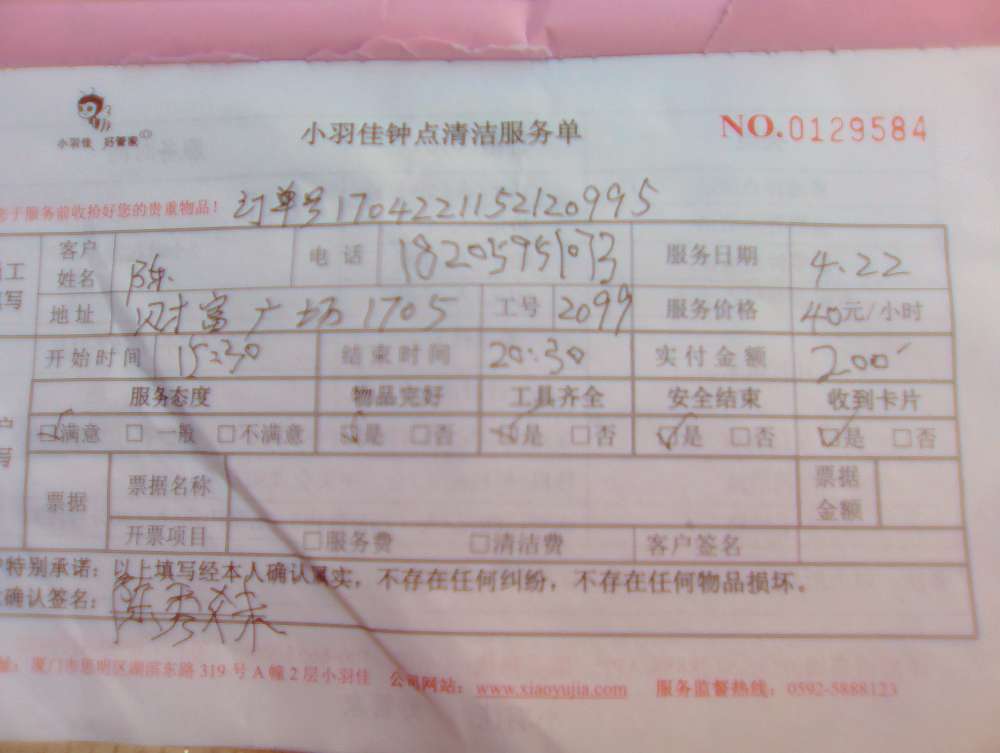 小羽佳 好管家
小羽佳钟点清洁服务单
NO.0129584
于服务前收拾好您的贵重物品！ 订单号1704221152120995
客户姓名 陈 电话 18205951033 服务日期 4.22
地址 财富广场1705 工号 2099 服务价格 40元/小时
开始时间 15:30 结束时间 20:30 实付金额 200
服务态度 物品完好 工具齐全 安全结束 收到卡片
☑满意 □一般 □不满意 ☑是 □否 ☑是 □否 ☑是 □否 ☑是 □否
票据 票据名称 票据金额
开票项目 □服务费 □清洁费 客户签名
特别承诺：以上填写经本人确认属实，不存在任何纠纷，不存在任何物品损坏。
确认签名：陈
厦门市思明区湖滨东路319号A幢2层小羽佳 公司网站：www.xiaoyujia.com 服务监督热线：0592-5888123